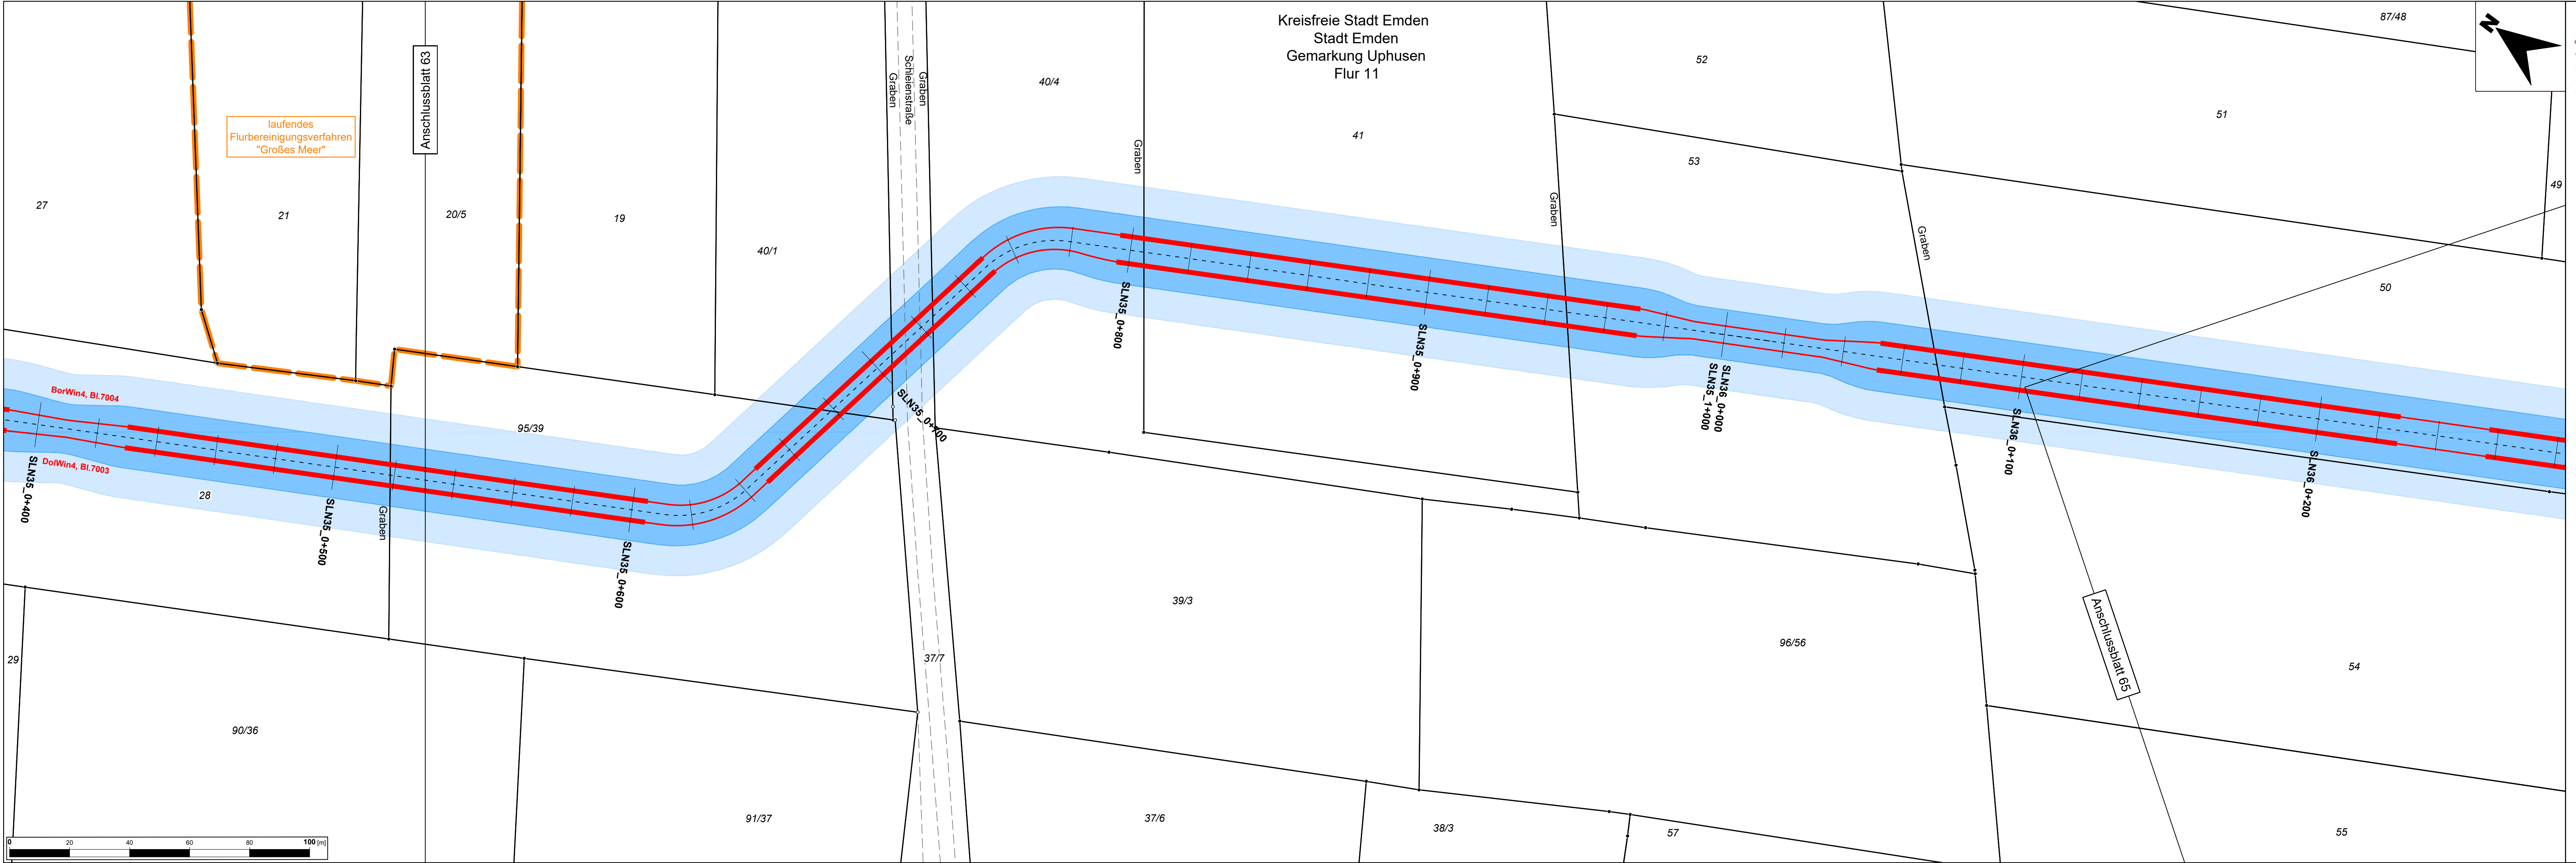 Kreisfreie Stadt Emden
Stadt Emden
Gemarkung Uphusen
Flur 11
N
87/48
52
51
40/4
41
53
49
laufendes
Flurbereinigungsverfahren
"Großes Meer"
Anschlussblatt 63
Graben
Schleienstraße
Graben
Graben
Graben
Graben
27
21
20/5
19
40/1
50
BorWin4, Bl.7004
DolWin4, Bl.7003
95/39
28
Graben
SLN35_0+400
SLN35_0+500
SLN35_0+600
SLN35_0+700
SLN35_0+800
SLN35_0+900
SLN35_1+000
SLN36_0+000
SLN36_0+100
SLN36_0+200
39/3
96/56
Anschlussblatt 65
54
29
37/7
90/36
91/37
37/6
38/3
57
55
0 20 40 60 80 100 [m]